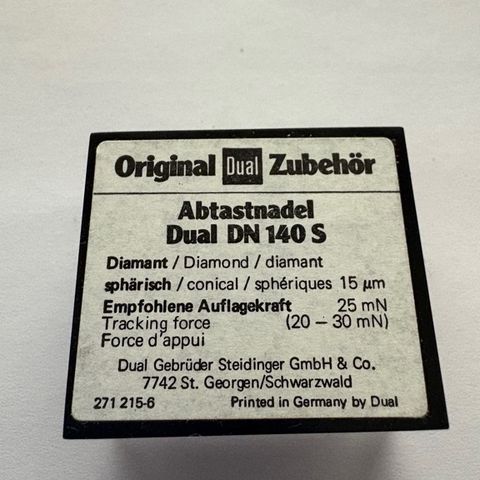 Original Dual Zubehör
Abtastnadel
Dual DN 140 S
Diamant / Diamond / diamant
sphärisch / conical / sphériques 15 µm
Empfohlene Auflagekraft 25 mN
Tracking force (20 – 30 mN)
Force d'appui
Dual Gebrüder Steidinger GmbH & Co.
7742 St. Georgen/Schwarzwald
271 215-6 Printed in Germany by Dual